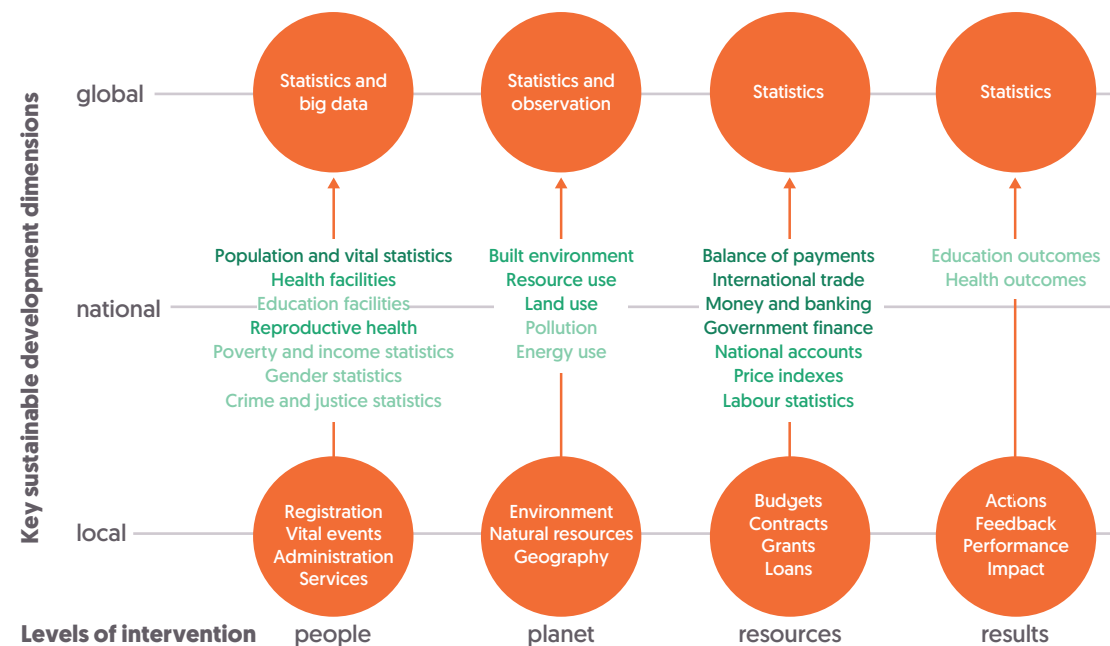 Key sustainable development dimensions
global
Statistics and
big data
Statistics and
observation
Statistics
Statistics
national
Population and vital statistics
Health facilities
Education facilities
Reproductive health
Poverty and income statistics
Gender statistics
Crime and justice statistics
Built environment
Resource use
Land use
Pollution
Energy use
Balance of payments
International trade
Money and banking
Government finance
National accounts
Price indexes
Labour statistics
Education outcomes
Health outcomes
local
Registration
Vital events
Administration
Services
Environment
Natural resources
Geography
Budgets
Contracts
Grants
Loans
Actions
Feedback
Performance
Impact
Levels of intervention
people
planet
resources
results